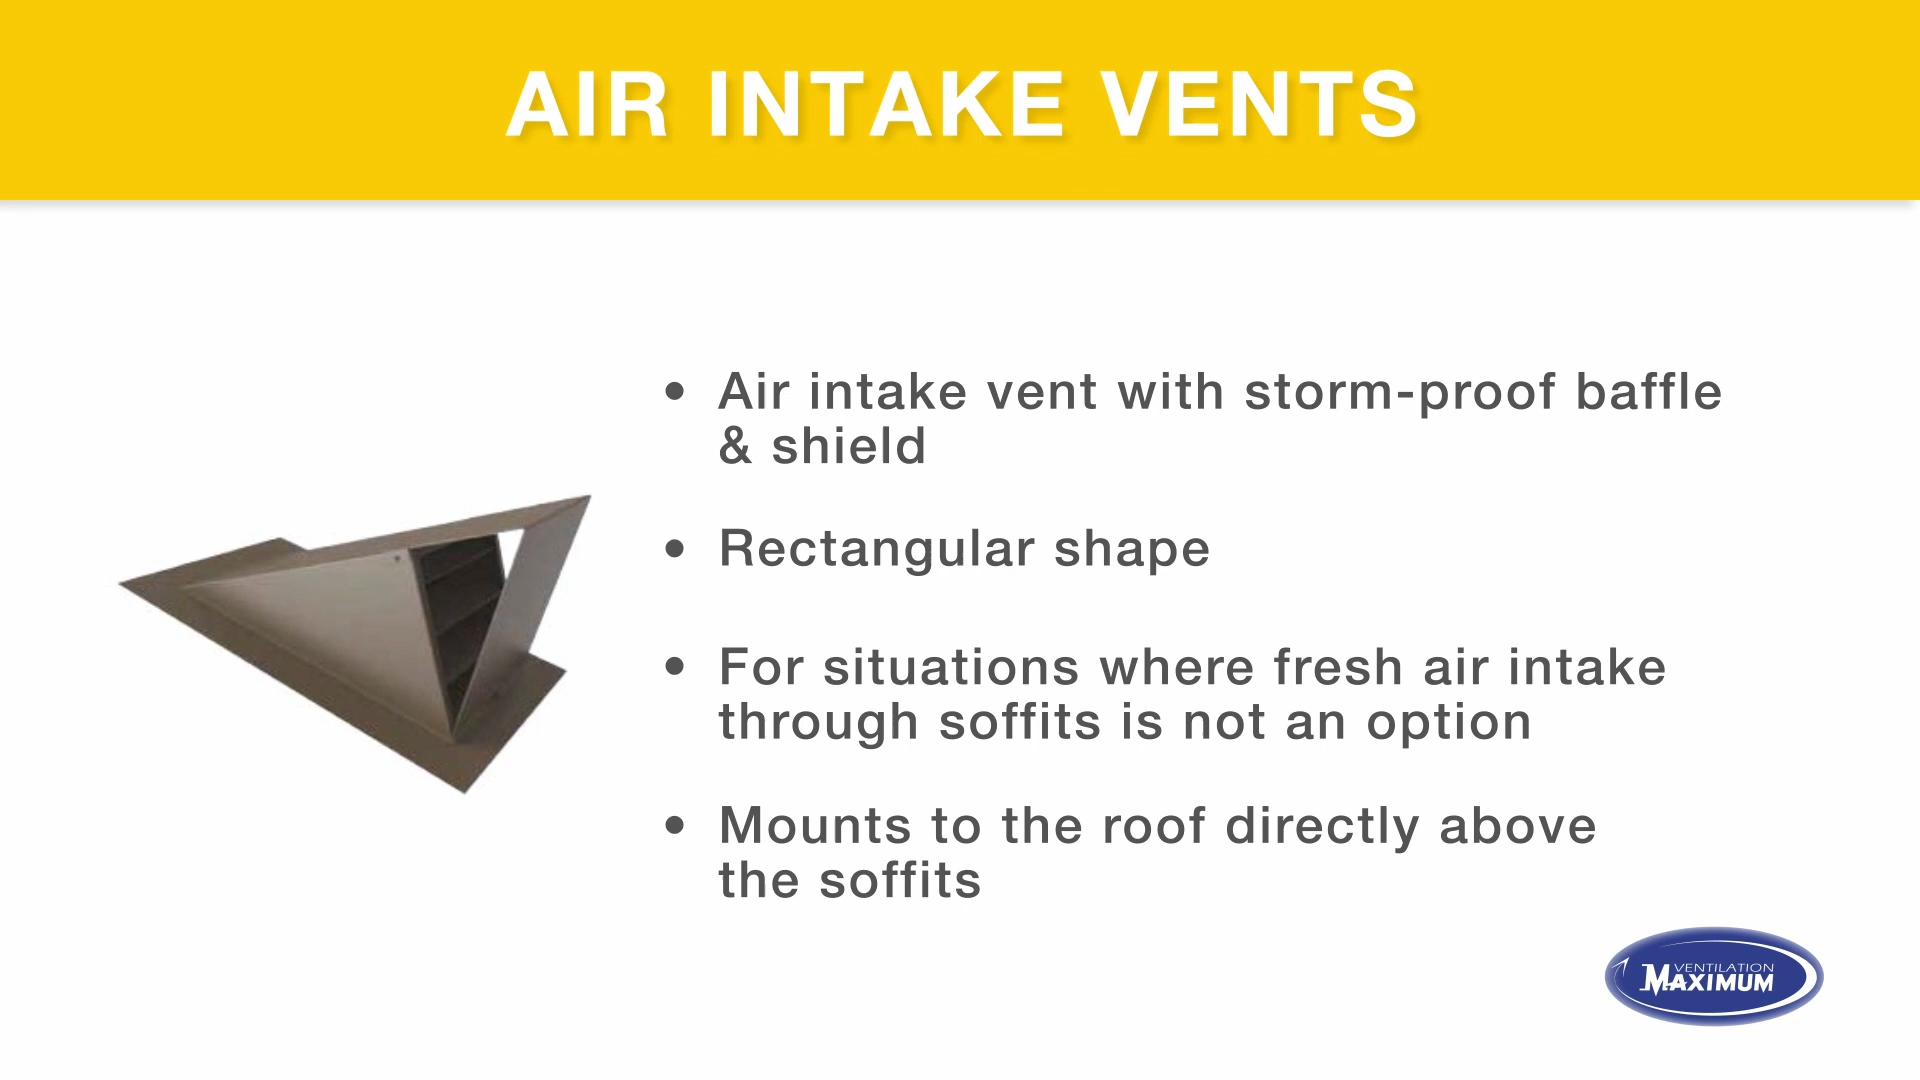 AIR INTAKE VENTS
• Air intake vent with storm-proof baffle
& shield
• Rectangular shape
• For situations where fresh air intake
through soffits is not an option
• Mounts to the roof directly above
the soffits
VENTILATION
MAXIMUM